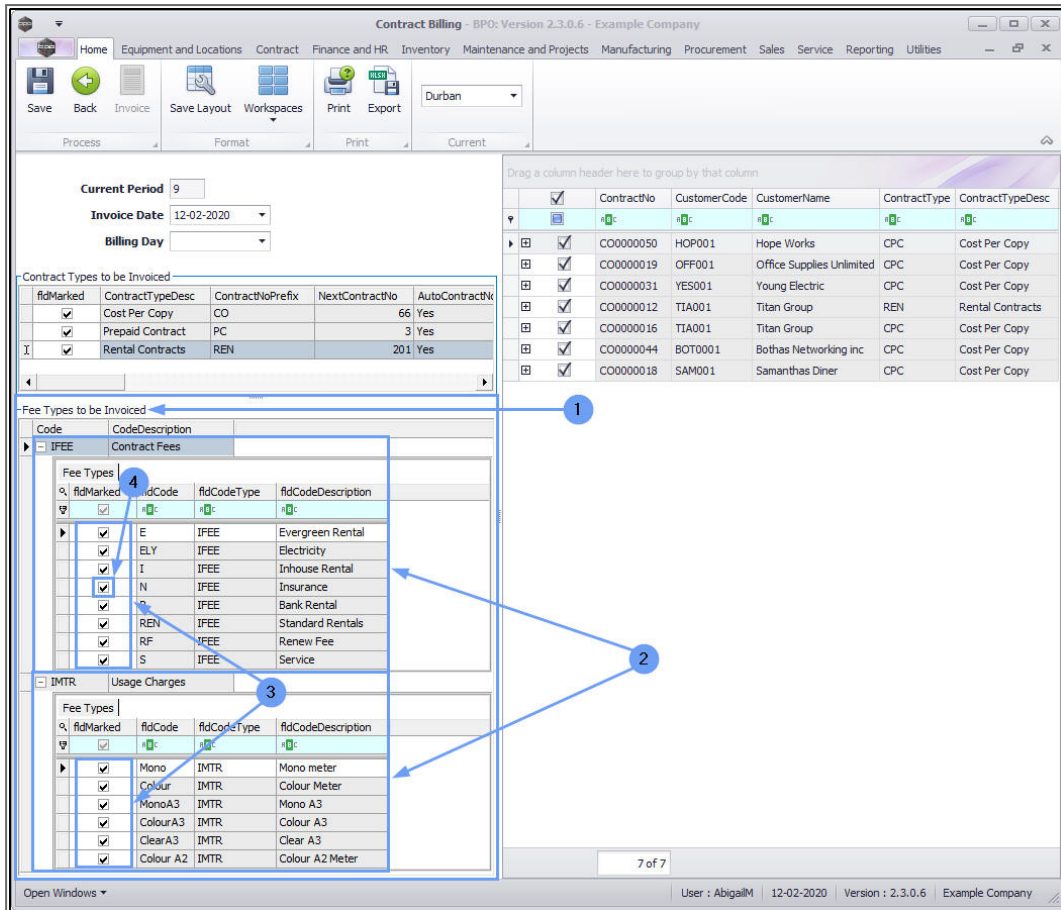 Contract Billing - BPO: Version 2.3.0.6 - Example Company
Home Equipment and Locations Contract Finance and HR Inventory Maintenance and Projects Manufacturing Procurement Sales Service Reporting Utilities
Save Back Invoice Save Layout Workspaces Print Export Durban
Process Format Print Current
Current Period 9
Invoice Date 12-02-2020
Billing Day
Contract Types to be Invoiced
fldMarked ContractTypeDesc ContractNoPrefix NextContractNo AutoContractNo
Cost Per Copy CO 66 Yes
Prepaid Contract PC 3 Yes
Rental Contracts REN 201 Yes
Fee Types to be Invoiced
1
Code CodeDescription
IFEE Contract Fees
Fee Types
4
fldMarked fldCode fldCodeType fldCodeDescription
E IFEE Evergreen Rental
ELY IFEE Electricity
I IFEE Inhouse Rental
N IFEE Insurance
IFEE Bank Rental
REN IFEE Standard Rentals
RF IFEE Renew Fee
S IFEE Service
2
IMTR Usage Charges
3
Fee Types
fldMarked fldCode fldCodeType fldCodeDescription
Mono IMTR Mono meter
Colour IMTR Colour Meter
MonoA3 IMTR Mono A3
ColourA3 IMTR Colour A3
ClearA3 IMTR Clear A3
Colour A2 IMTR Colour A2 Meter
Drag a column header here to group by that column
ContractNo CustomerCode CustomerName ContractType ContractTypeDesc
CO0000050 HOP001 Hope Works CPC Cost Per Copy
CO0000019 OFF001 Office Supplies Unlimited CPC Cost Per Copy
CO0000031 YES001 Young Electric CPC Cost Per Copy
CO0000012 TIA001 Titan Group REN Rental Contracts
CO0000016 TIA001 Titan Group CPC Cost Per Copy
CO0000044 BOT0001 Bothas Networking inc CPC Cost Per Copy
CO0000018 SAM001 Samanthas Diner CPC Cost Per Copy
7 of 7
Open Windows User : AbigailM 12-02-2020 Version : 2.3.0.6 Example Company